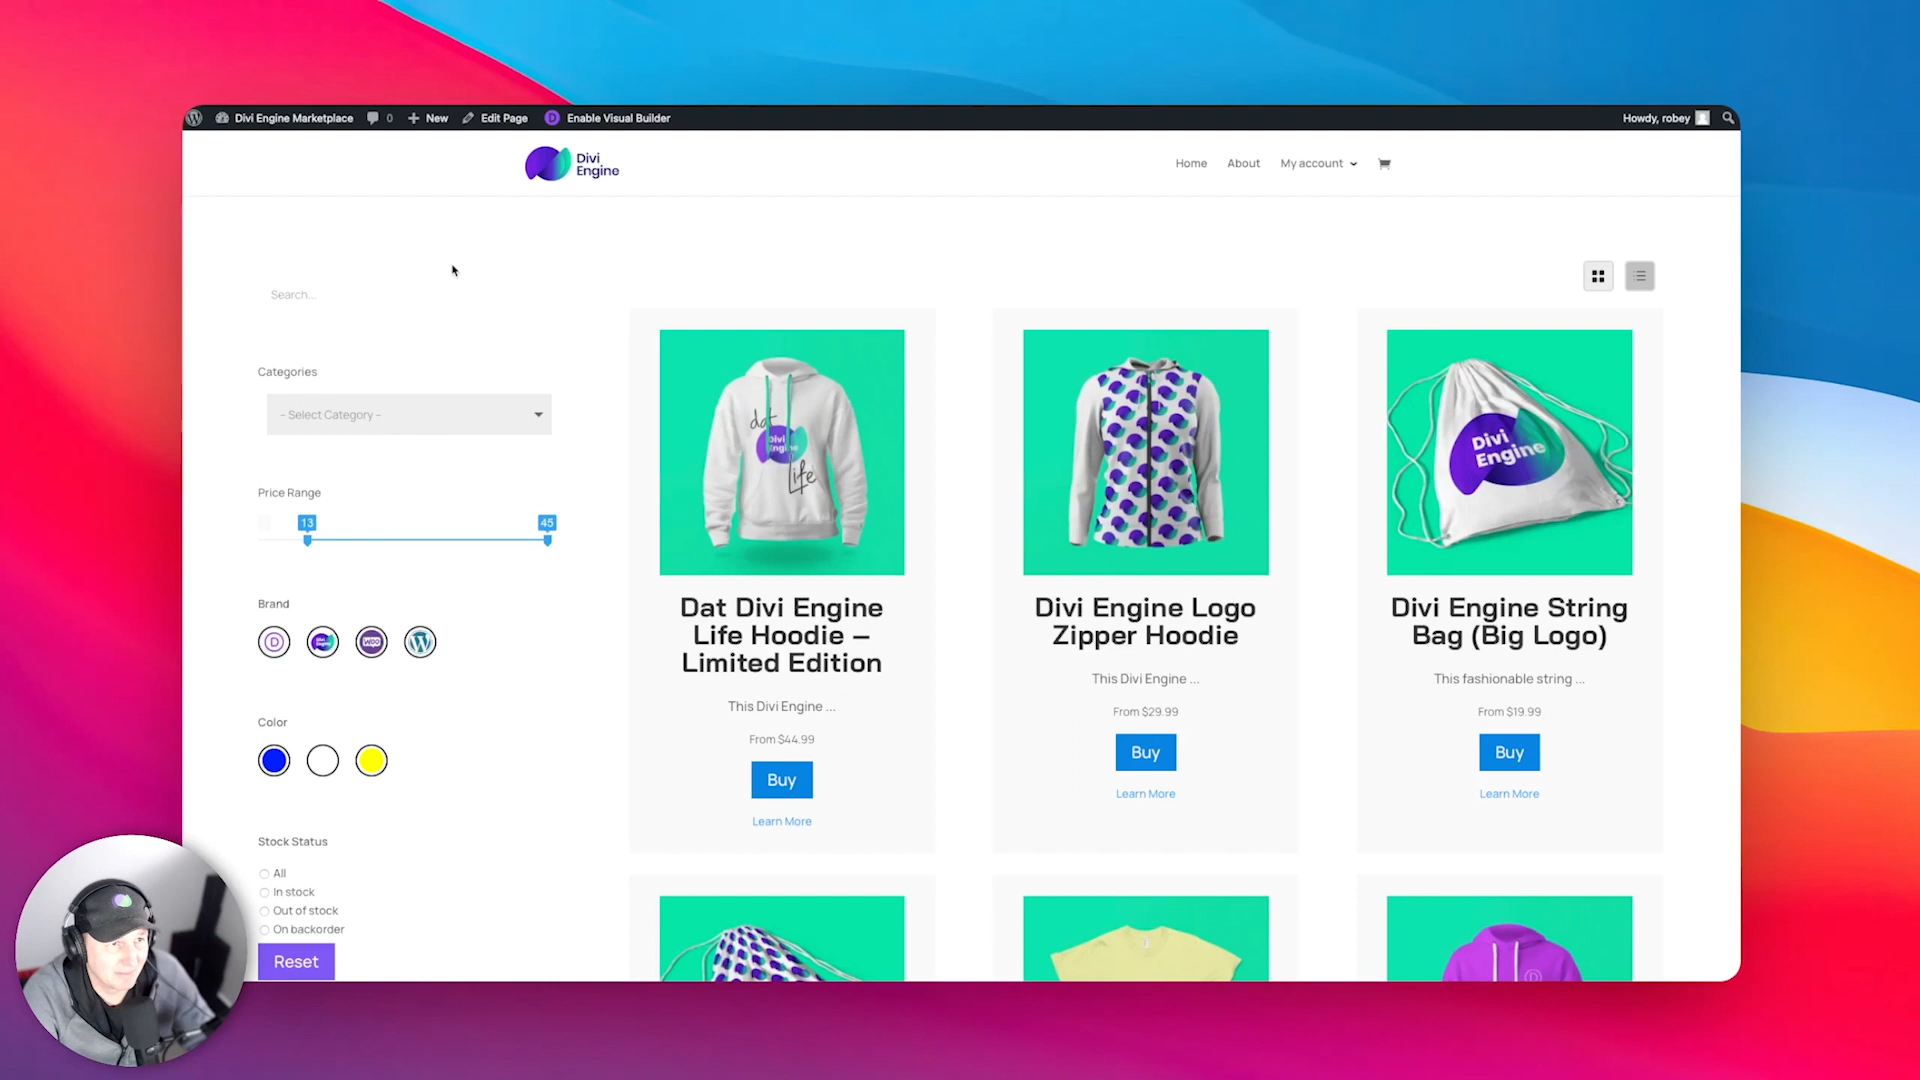 Divi Engine Marketplace 0 New Edit Page Enable Visual Builder Howdy, robey
Divi
Engine
Home About My account
Search...
Categories
- Select Category -
Price Range
13 45
Brand
Color
Stock Status
All
In stock
Out of stock
On backorder
Reset
dat
Divi
Engine
Life
Dat Divi Engine
Life Hoodie –
Limited Edition
This Divi Engine ...
From $44.99
Buy
Learn More
Divi Engine Logo
Zipper Hoodie
This Divi Engine ...
From $29.99
Buy
Learn More
Divi
Engine
Divi Engine String
Bag (Big Logo)
This fashionable string ...
From $19.99
Buy
Learn More